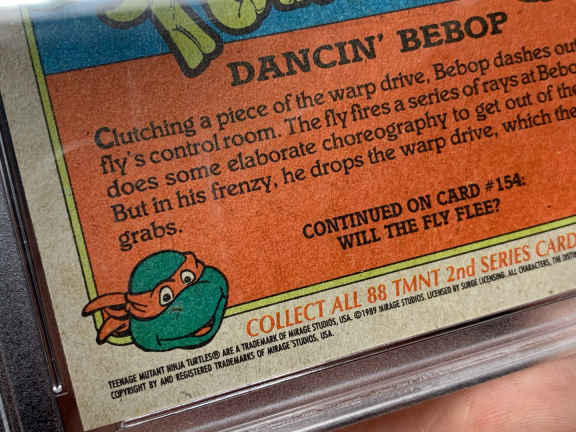 DANCIN' BEBOP
Clutching a piece of the warp drive, Bebop dashes out
fly's control room. The fly fires a series of rays at Bebo
does some elaborate choreography to get out of the
But in his frenzy, he drops the warp drive, which the
grabs.
CONTINUED ON CARD #154:
WILL THE FLY FLEE?
COLLECT ALL 88 TMNT 2nd SERIES CARD
TEENAGE MUTANT NINJA TURTLES® ARE A TRADEMARK OF MIRAGE STUDIOS, USA. ©1989 MIRAGE STUDIOS. LICENSED BY SURGE LICENSING. ALL CHARACTERS, THE DISTIN
COPYRIGHT BY AND REGISTERED TRADEMARKS OF MIRAGE STUDIOS, USA.